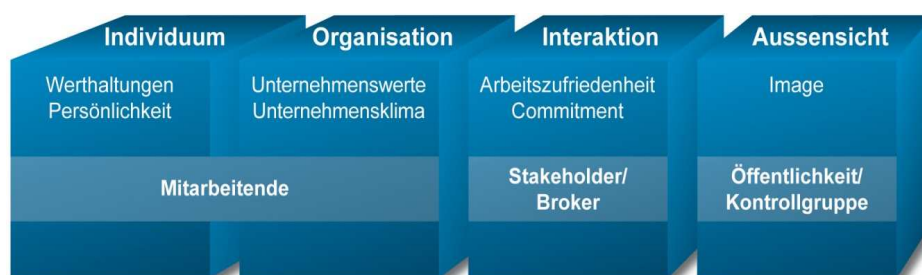 Individuum
Werthaltungen
Persönlichkeit
Organisation
Unternehmenswerte
Unternehmensklima
Interaktion
Arbeitszufriedenheit
Commitment
Aussensicht
Image
Mitarbeitende
Stakeholder/
Broker
Öffentlichkeit/
Kontrollgruppe